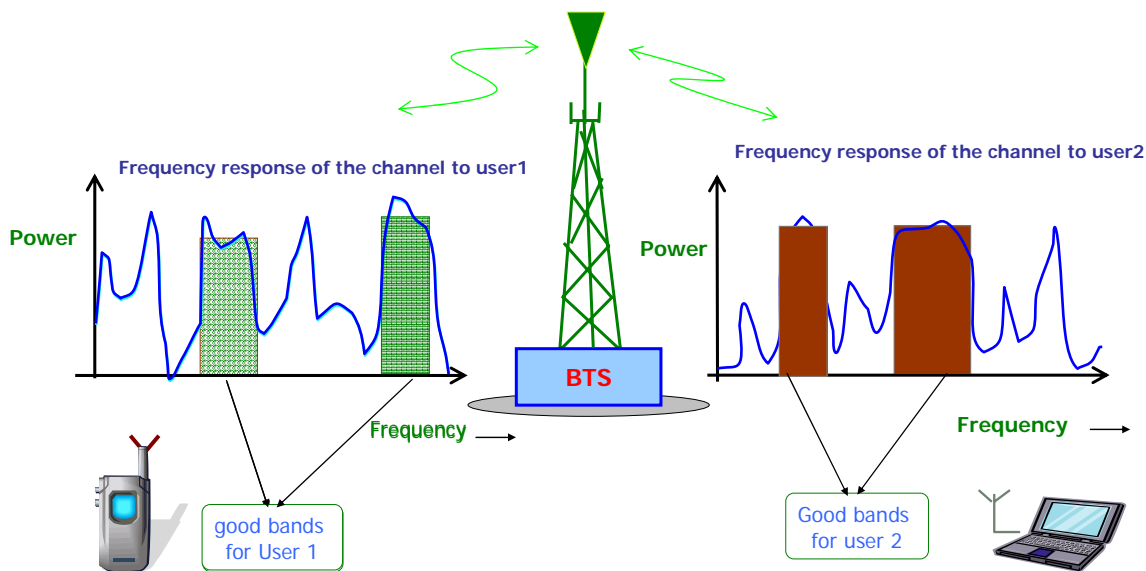 Frequency response of the channel to user1
Frequency response of the channel to user2
Power
Power
BTS
Frequency
Frequency
good bands
for User 1
Good bands
for user 2